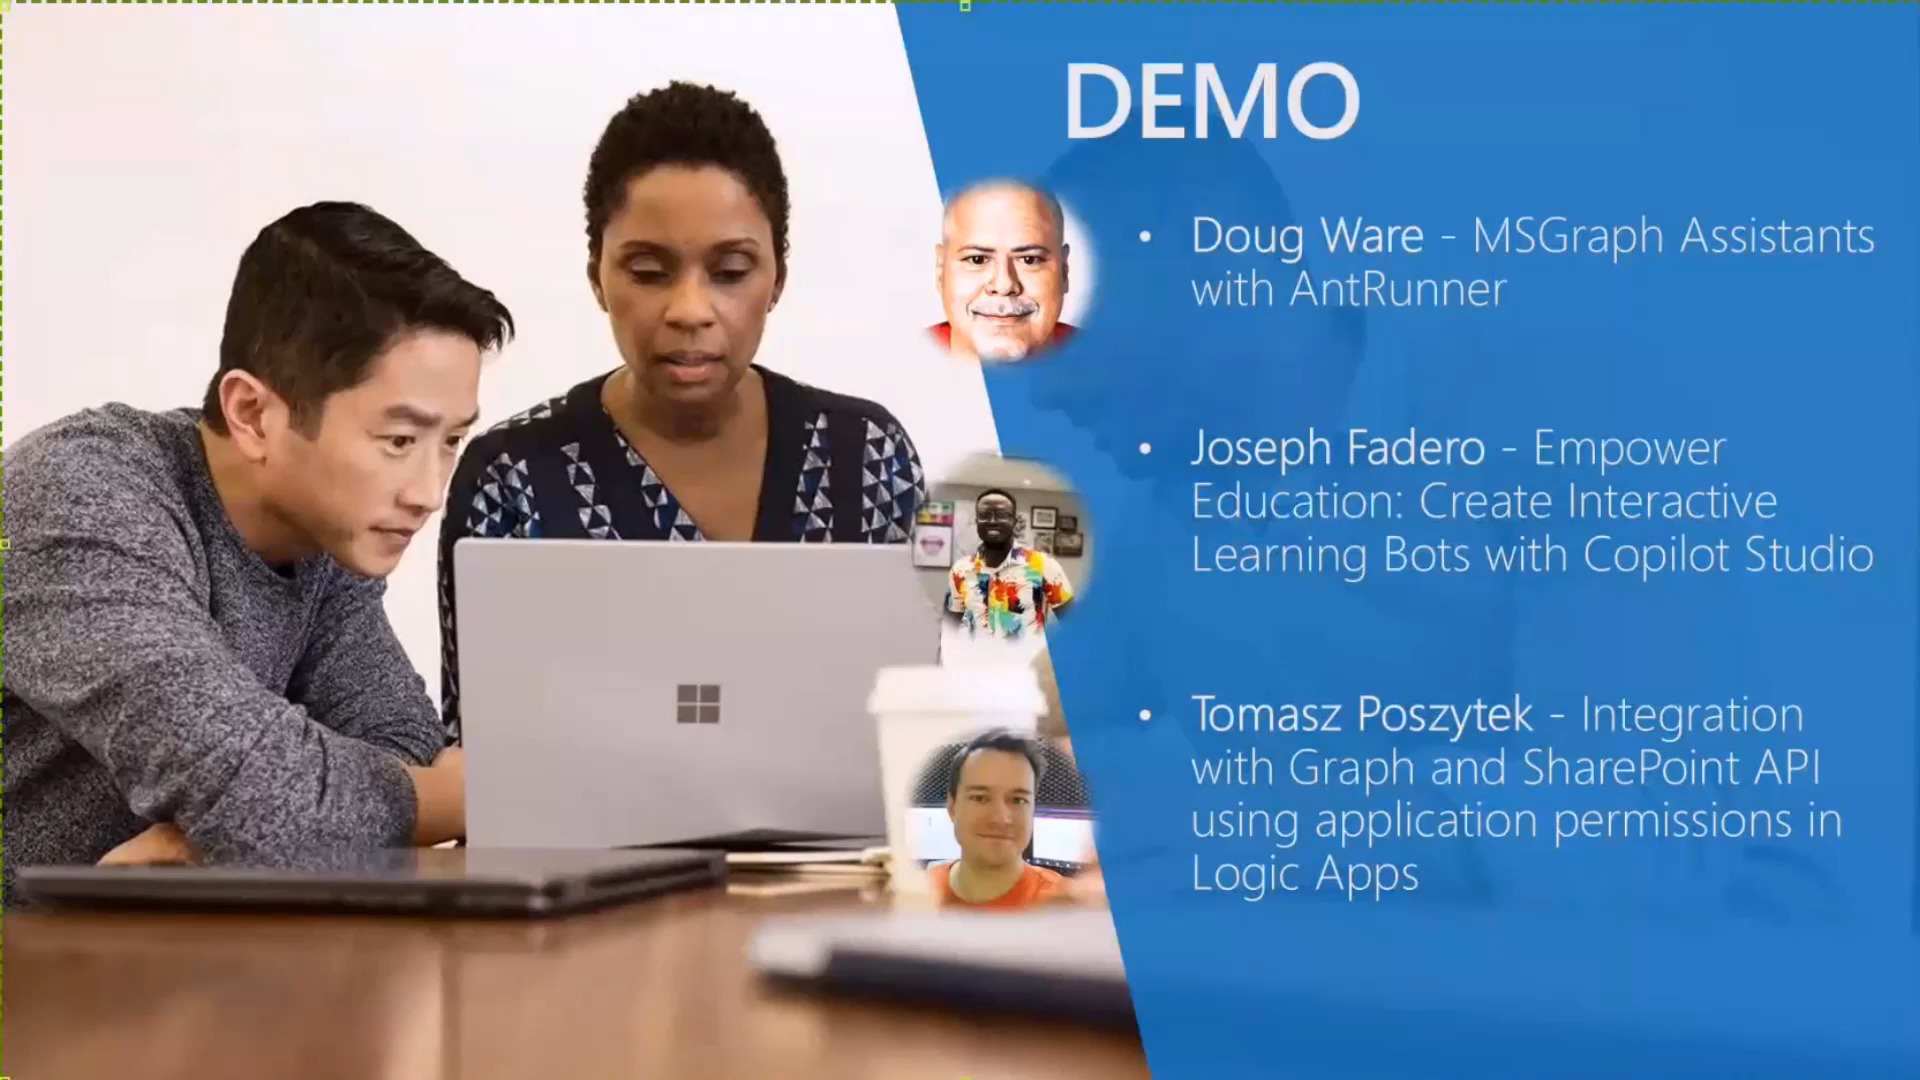 DEMO
• Doug Ware - MSGraph Assistants
with AntRunner
• Joseph Fadero - Empower
Education: Create Interactive
Learning Bots with Copilot Studio
• Tomasz Poszytek - Integration
with Graph and SharePoint API
using application permissions in
Logic Apps